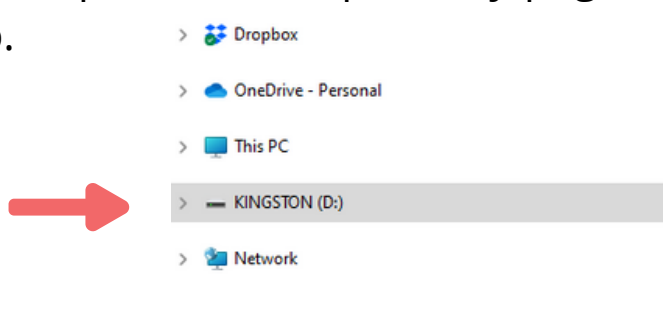 .
Dropbox
OneDrive - Personal
This PC
KINGSTON (D:)
Network